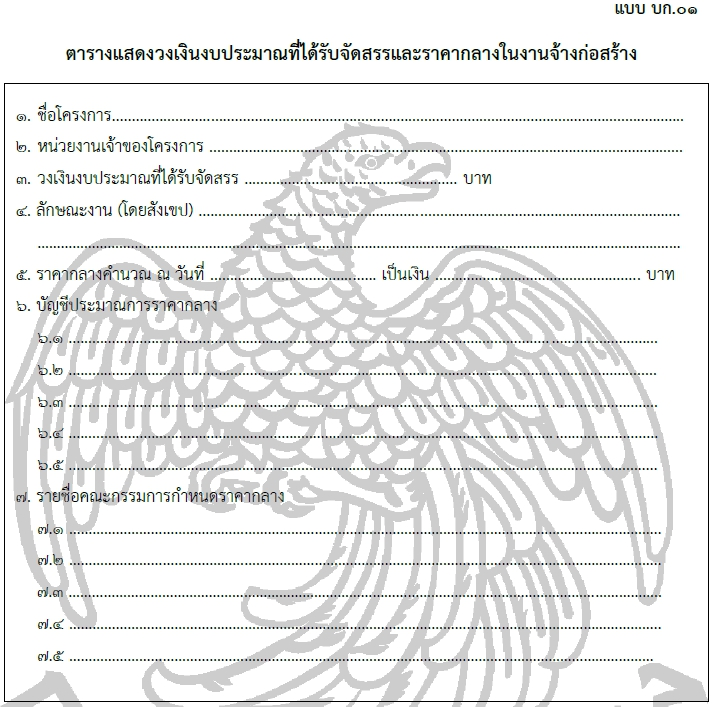 แบบ บก.๐๑
ตารางแสดงวงเงินงบประมาณที่ได้รับจัดสรรและราคากลางในงานจ้างก่อสร้าง
๑. ชื่อโครงการ..............................................................................................................
๒. หน่วยงานเจ้าของโครงการ ..............................................................................................
๓. วงเงินงบประมาณที่ได้รับจัดสรร ..................................................... บาท
๔. ลักษณะงาน (โดยสังเขป) ..............................................................................................
..............................................................................................................................
๕. ราคากลางคำนวณ ณ วันที่ .......................................... เป็นเงิน .................................................... บาท
๖. บัญชีประมาณการราคากลาง
๖.๑ ..............................................................................................................
๖.๒ ..............................................................................................................
๖.๓ ..............................................................................................................
๖.๔ ..............................................................................................................
๖.๕ ..............................................................................................................
๗. รายชื่อคณะกรรมการกำหนดราคากลาง
๗.๑ ..............................................................................................................
๗.๒ ..............................................................................................................
๗.๓ ..............................................................................................................
๗.๔ ..............................................................................................................
๗.๕ ..............................................................................................................